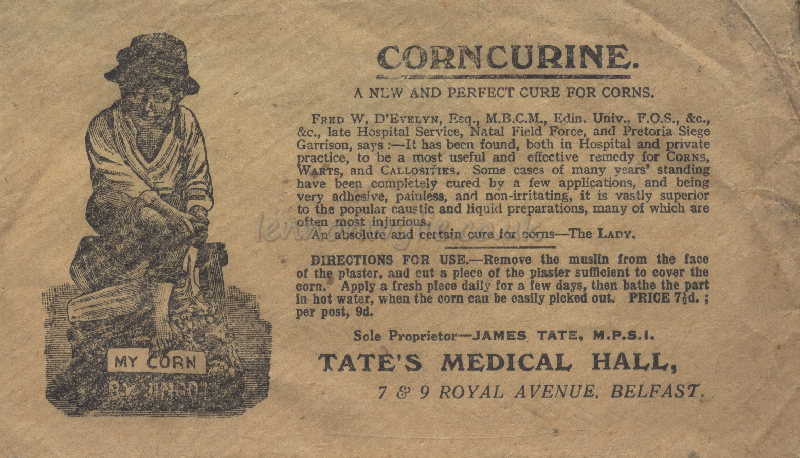 CORNCURINE.
A NEW AND PERFECT CURE FOR CORNS.
FRED W. D'EVELYN, ESQ., M.B.C.M., Edin. Univ., F.O.S., &c.,
&c., late Hospital Service, Natal Field Force, and Pretoria Siege
Garrison, says :—It has been found, both in Hospital and private
practice, to be a most useful and effective remedy for CORNS,
WARTS, and CALLOSITIES. Some cases of many years' standing
have been completely cured by a few applications, and being
very adhesive, painless, and non-irritating, it is vastly superior
to the popular caustic and liquid preparations, many of which are
often most injurious.
An absolute and certain cure for corns—The LADY.
DIRECTIONS FOR USE.—Remove the muslin from the face
of the plaster, and cut a piece of the plaster sufficient to cover the
corn. Apply a fresh piece daily for a few days, then bathe the part
in hot water, when the corn can be easily picked out. PRICE 7½d. ;
per post, 9d.
Sole Proprietor—JAMES TATE, M.P.S.I.
TATE'S MEDICAL HALL,
7 & 9 ROYAL AVENUE, BELFAST.
MY CORN
BY